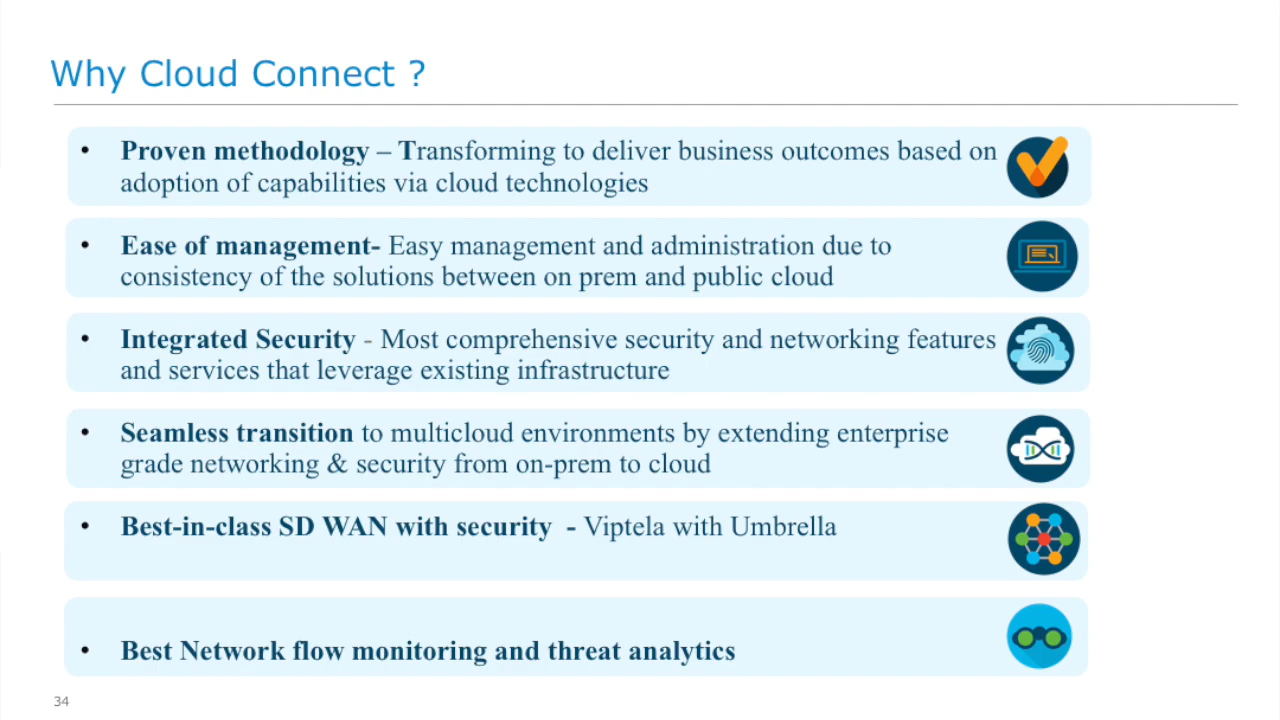 Why Cloud Connect ?
• Proven methodology – Transforming to deliver business outcomes based on
adoption of capabilities via cloud technologies
• Ease of management- Easy management and administration due to
consistency of the solutions between on prem and public cloud
• Integrated Security - Most comprehensive security and networking features
and services that leverage existing infrastructure
• Seamless transition to multicloud environments by extending enterprise
grade networking & security from on-prem to cloud
• Best-in-class SD WAN with security - Viptela with Umbrella
• Best Network flow monitoring and threat analytics
34